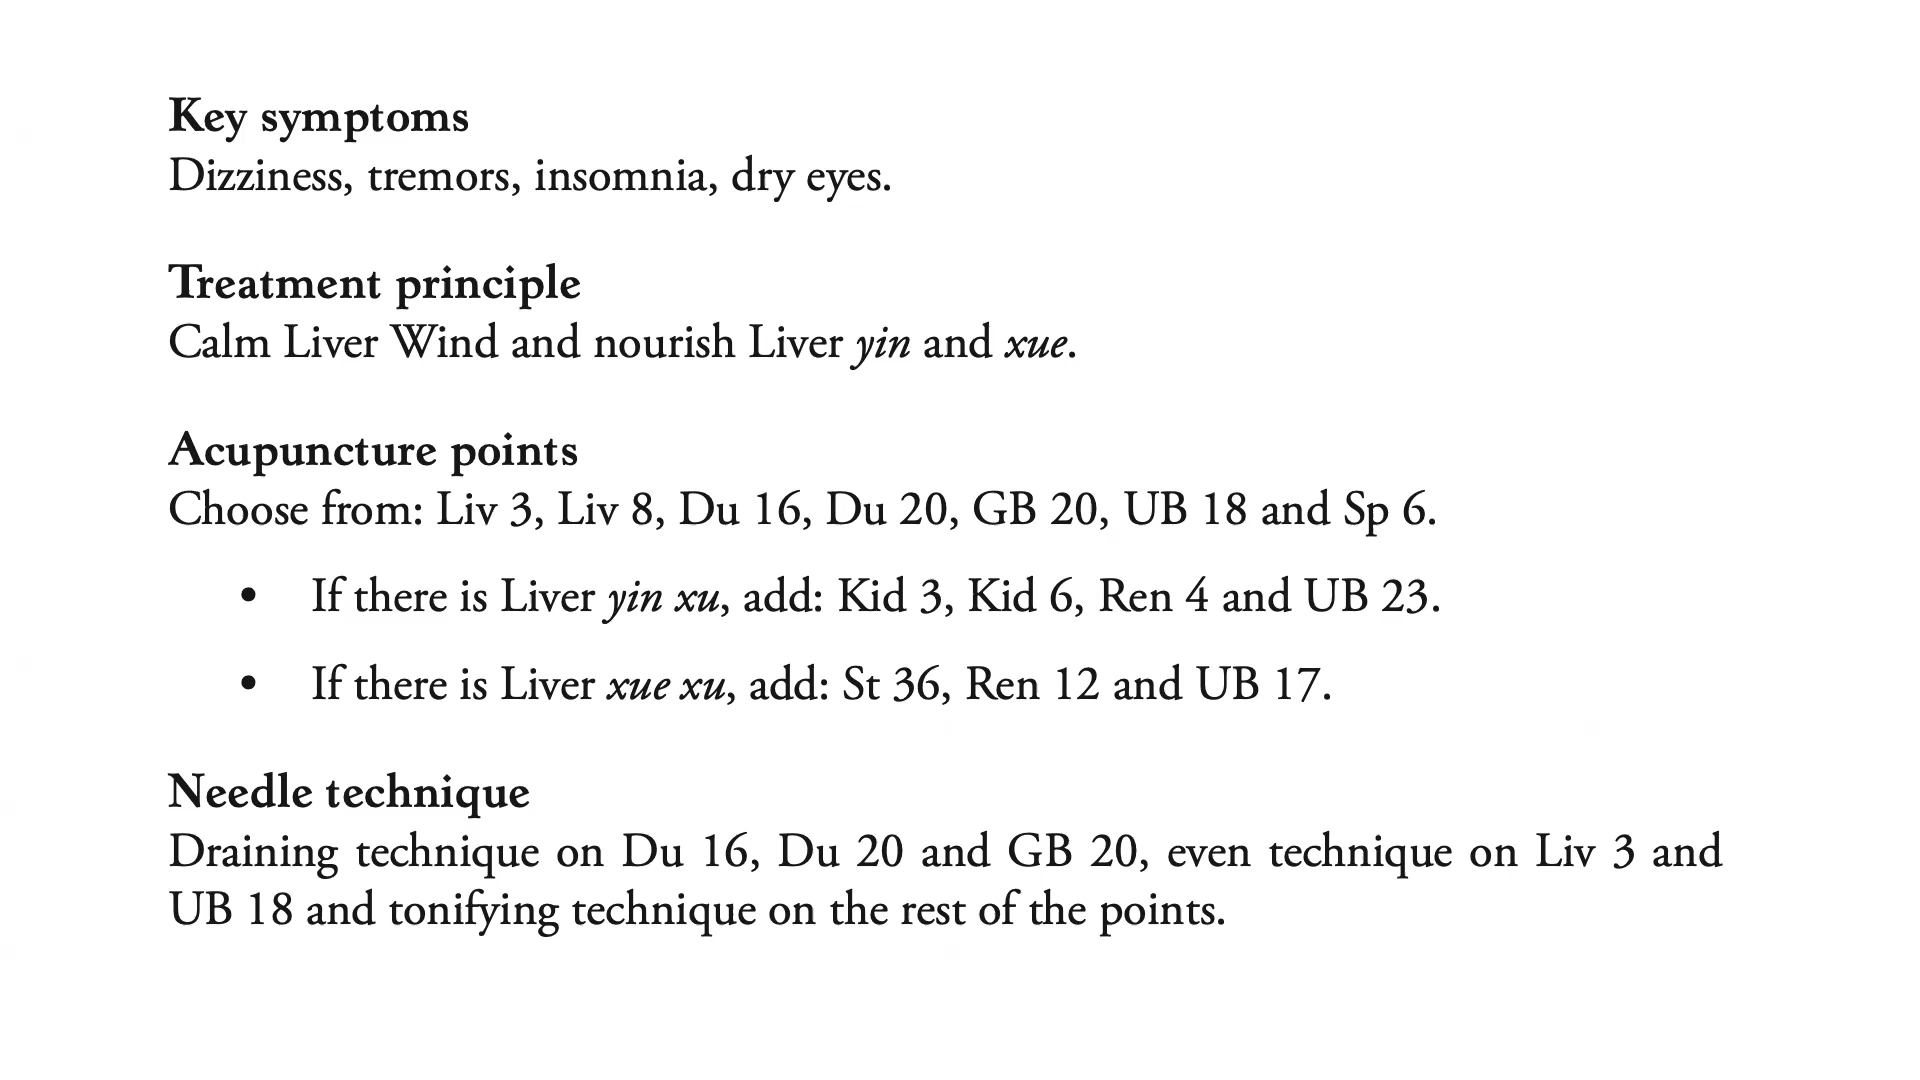 Key symptoms
Dizziness, tremors, insomnia, dry eyes.
Treatment principle
Calm Liver Wind and nourish Liver yin and xue.
Acupuncture points
Choose from: Liv 3, Liv 8, Du 16, Du 20, GB 20, UB 18 and Sp 6.
• If there is Liver yin xu, add: Kid 3, Kid 6, Ren 4 and UB 23.
• If there is Liver xue xu, add: St 36, Ren 12 and UB 17.
Needle technique
Draining technique on Du 16, Du 20 and GB 20, even technique on Liv 3 and
UB 18 and tonifying technique on the rest of the points.